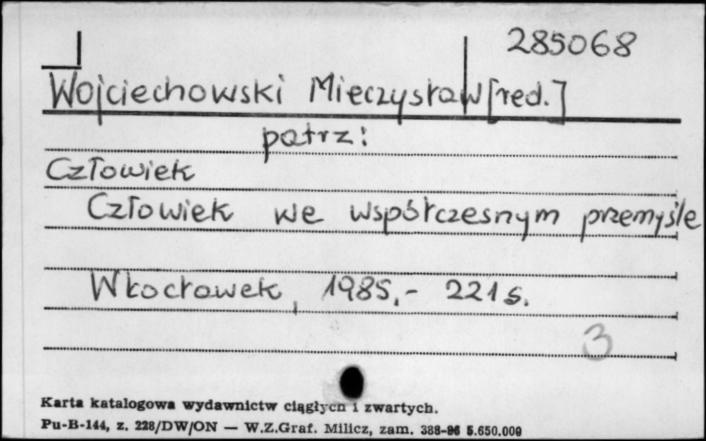 285068
Wojciechowski Mieczysław [red.]
patrz:
Człowiek
Człowiek we współczesnym przemyśle
Włocławek, 1985.- 221 s.
3
Karta katalogowa wydawnictw ciągłych i zwartych.
Pu-B-144, z. 228/DW/ON — W.Z.Graf. Milicz, zam. 388-86 5.650.000